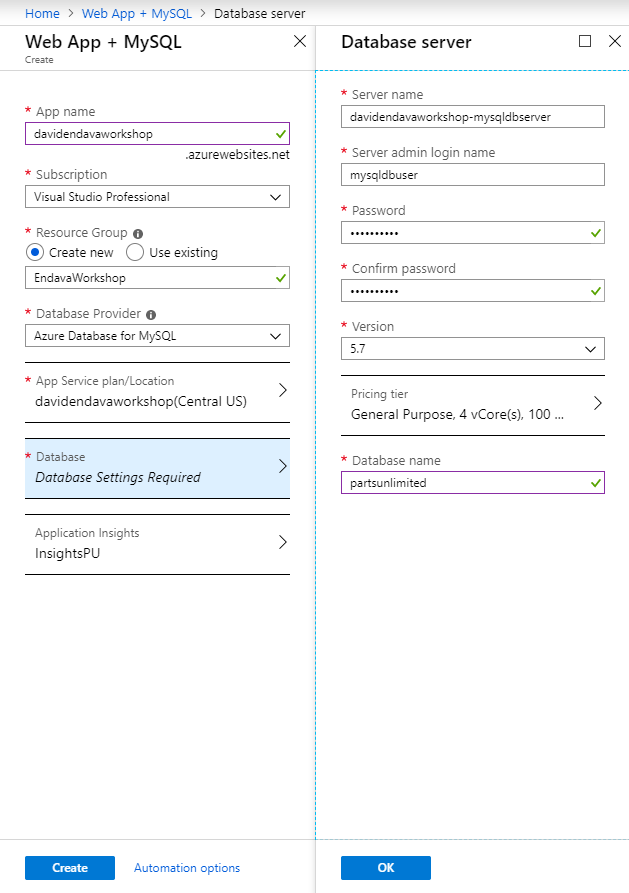 Home > Web App + MySQL > Database server
Web App + MySQL
Create
* App name
davidendavaworkshop
.azurewebsites.net
* Subscription
Visual Studio Professional
* Resource Group
Create new
Use existing
EndavaWorkshop
* Database Provider
Azure Database for MySQL
* App Service plan/Location
davidendavaworkshop(Central US)
* Database
Database Settings Required
Application Insights
InsightsPU
Create
Automation options
Database server
* Server name
davidendavaworkshop-mysqldbserver
* Server admin login name
mysqldbuser
* Password
••••••••••
* Confirm password
••••••••••
* Version
5.7
Pricing tier
General Purpose, 4 vCore(s), 100 ...
* Database name
partsunlimited
OK